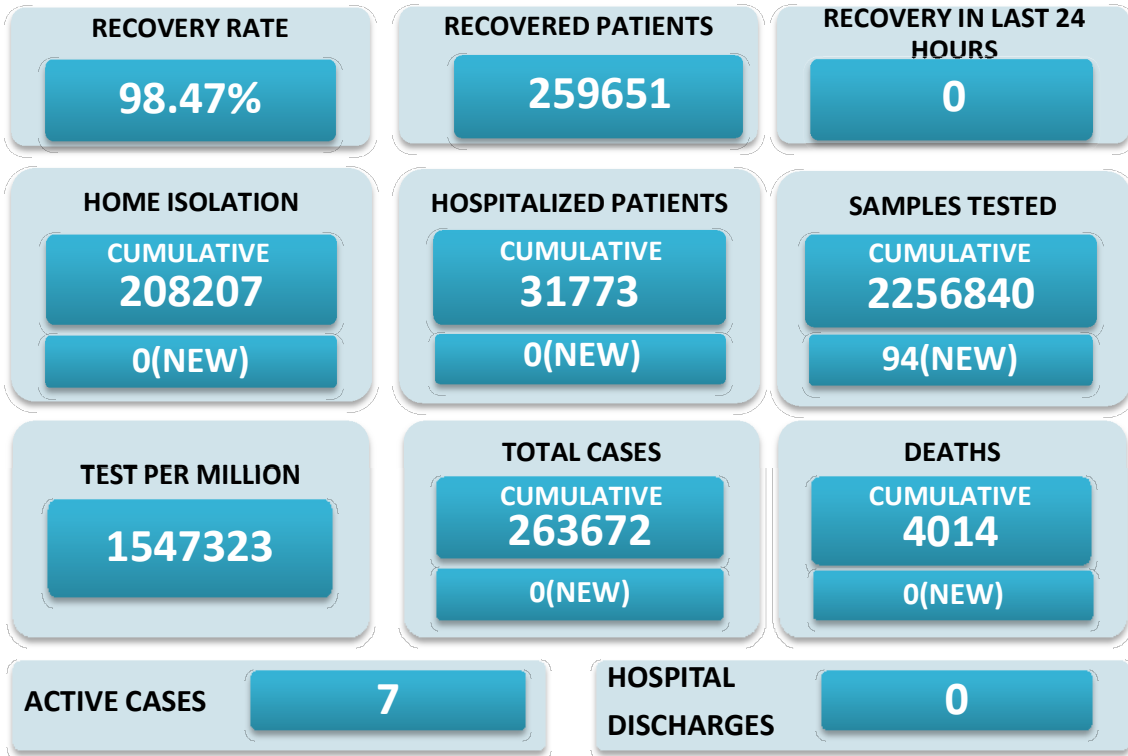 RECOVERY RATE
98.47%
RECOVERED PATIENTS
259651
RECOVERY IN LAST 24
HOURS
0
HOME ISOLATION
CUMULATIVE
208207
0(NEW)
HOSPITALIZED PATIENTS
CUMULATIVE
31773
0(NEW)
SAMPLES TESTED
CUMULATIVE
2256840
94(NEW)
TEST PER MILLION
1547323
TOTAL CASES
CUMULATIVE
263672
0(NEW)
DEATHS
CUMULATIVE
4014
0(NEW)
ACTIVE CASES
7
HOSPITAL
DISCHARGES
0